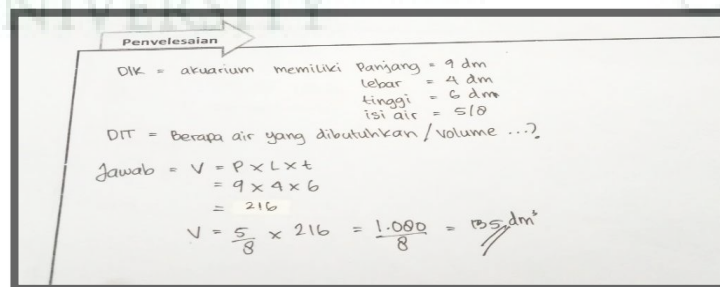 UNIVERSITY
Penyelesaian
DIK = akuarium memiliki Panjang = 9 dm
lebar = 4 dm
tinggi = 6 dm
isi air = 5/8
DIT = Berapa air yang dibutuhkan / volume ...?
Jawab = V = P x L x t
= 9 x 4 x 6
= 216
V = 5/8 x 216 = 1.080/8 = 135 dm³